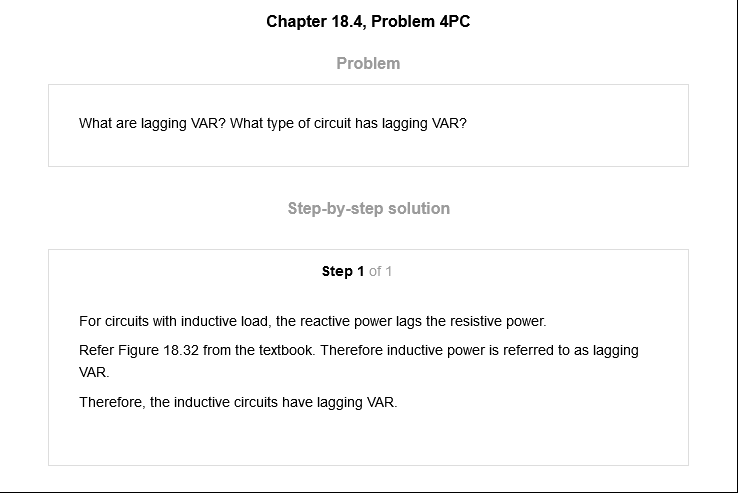 Chapter 18.4, Problem 4PC
Problem
What are lagging VAR? What type of circuit has lagging VAR?
Step-by-step solution
Step 1 of 1
For circuits with inductive load, the reactive power lags the resistive power.
Refer Figure 18.32 from the textbook. Therefore inductive power is referred to as lagging
VAR.
Therefore, the inductive circuits have lagging VAR.